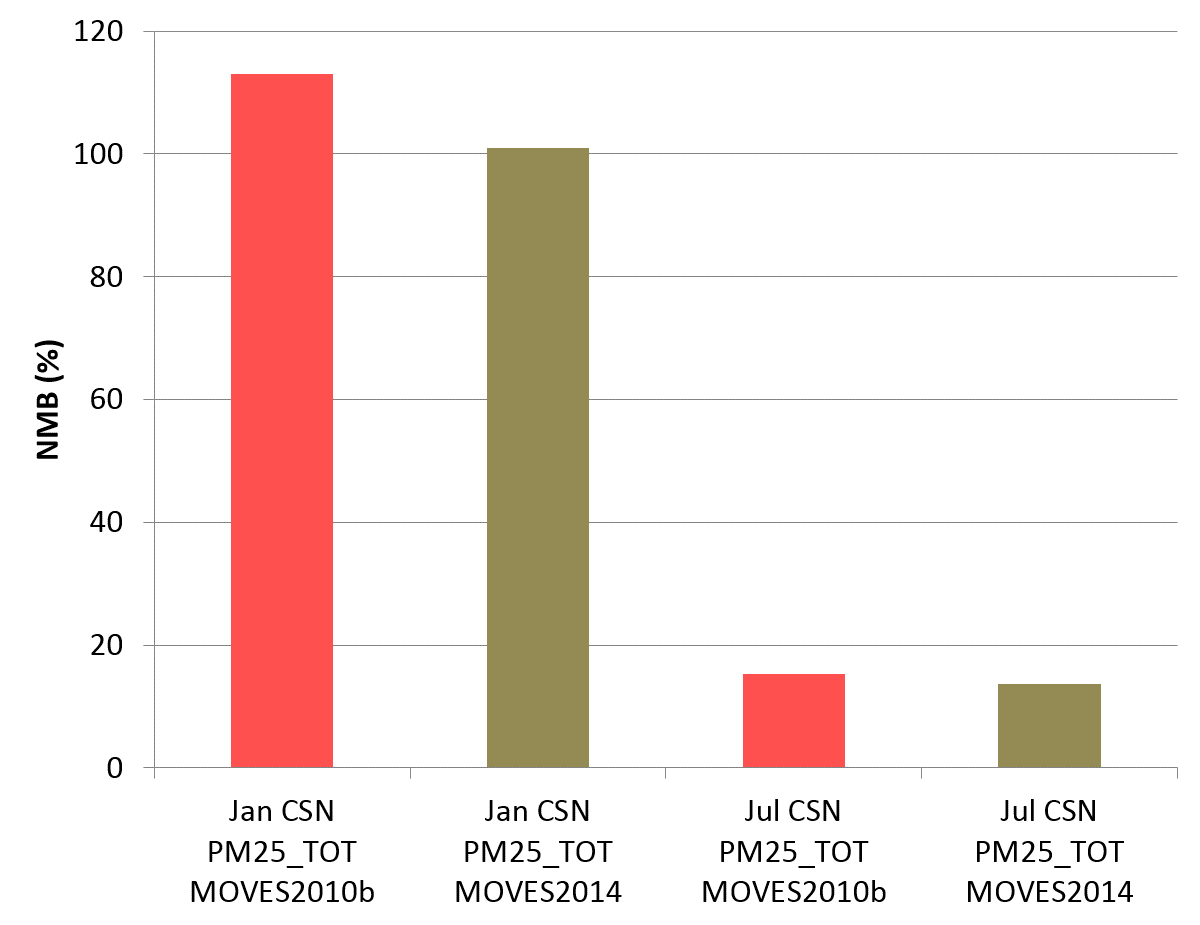 120
100
80
60
40
20
0
NMB (%)
Jan CSN
PM25_TOT
MOVES2010b
Jan CSN
PM25_TOT
MOVES2014
Jul CSN
PM25_TOT
MOVES2010b
Jul CSN
PM25_TOT
MOVES2014